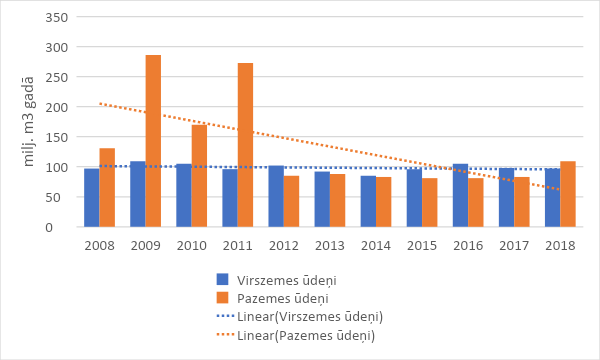 350
300
250
200
150
100
50
0
milj. m3 gadā
2008 2009 2010 2011 2012 2013 2014 2015 2016 2017 2018
Virszemes ūdeņi
Pazemes ūdeņi
Linear(Virszemes ūdeņi)
Linear(Pazemes ūdeņi)